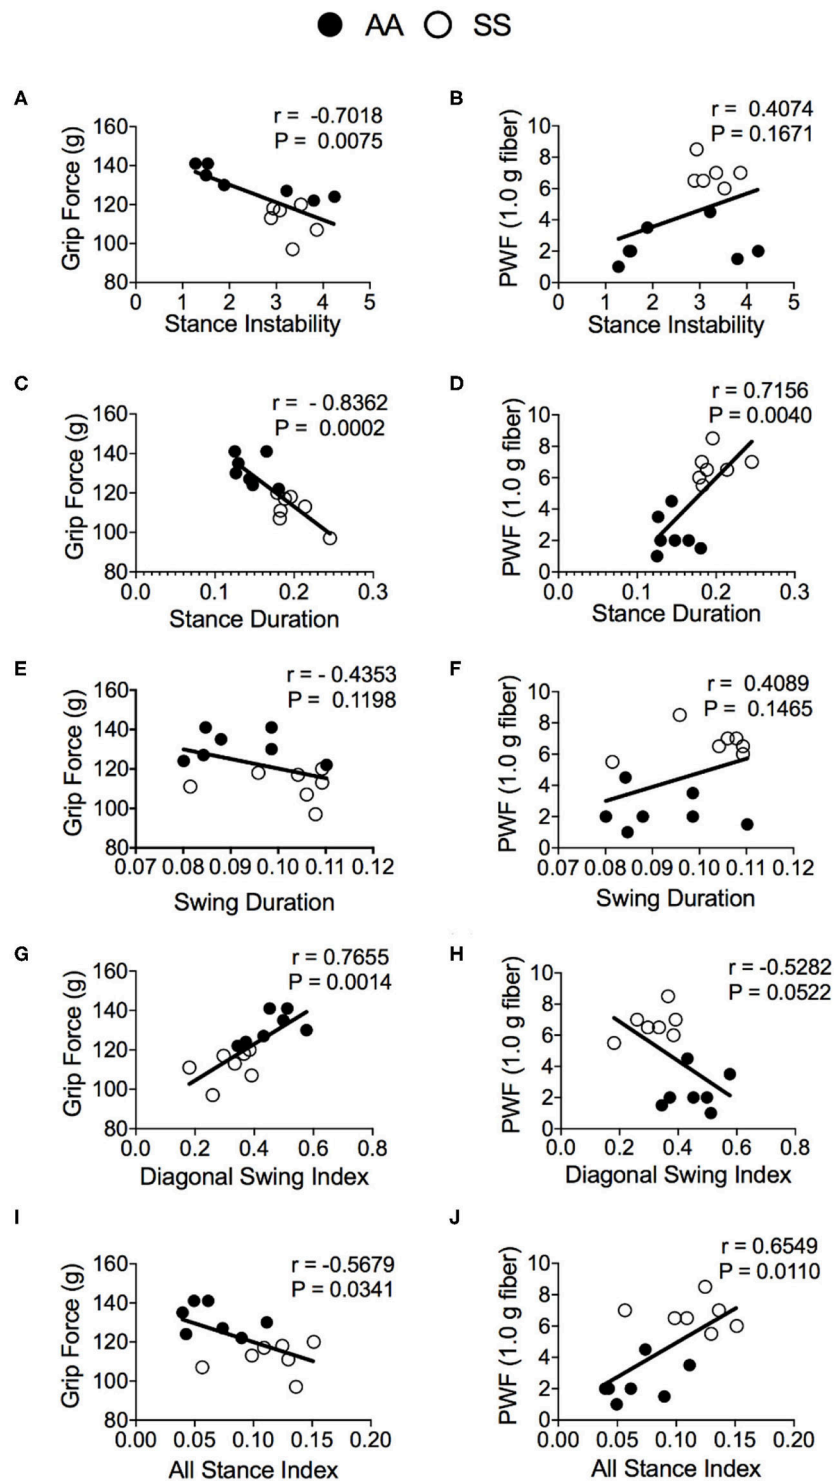 AA SS
A
r = -0.7018
P = 0.0075
Grip Force (g)
160
140
120
100
80
0 1 2 3 4 5
Stance Instability
B
r = 0.4074
P = 0.1671
PWF (1.0 g fiber)
10
8
6
4
2
0
0 1 2 3 4 5
Stance Instability
C
r = - 0.8362
P = 0.0002
Grip Force (g)
160
140
120
100
80
0.0 0.1 0.2 0.3
Stance Duration
D
r = 0.7156
P = 0.0040
PWF (1.0 g fiber)
10
8
6
4
2
0
0.0 0.1 0.2 0.3
Stance Duration
E
r = - 0.4353
P = 0.1198
Grip Force (g)
160
140
120
100
80
0.07 0.08 0.09 0.10 0.11 0.12
Swing Duration
F
r = 0.4089
P = 0.1465
PWF (1.0 g fiber)
10
8
6
4
2
0
0.07 0.08 0.09 0.10 0.11 0.12
Swing Duration
G
r = 0.7655
P = 0.0014
Grip Force (g)
160
140
120
100
80
0.0 0.2 0.4 0.6 0.8
Diagonal Swing Index
H
r = -0.5282
P = 0.0522
PWF (1.0 g fiber)
10
8
6
4
2
0
0.0 0.2 0.4 0.6 0.8
Diagonal Swing Index
I
r = -0.5679
P = 0.0341
Grip Force (g)
160
140
120
100
80
0.00 0.05 0.10 0.15 0.20
All Stance Index
J
r = 0.6549
P = 0.0110
PWF (1.0 g fiber)
10
8
6
4
2
0
0.00 0.05 0.10 0.15 0.20
All Stance Index